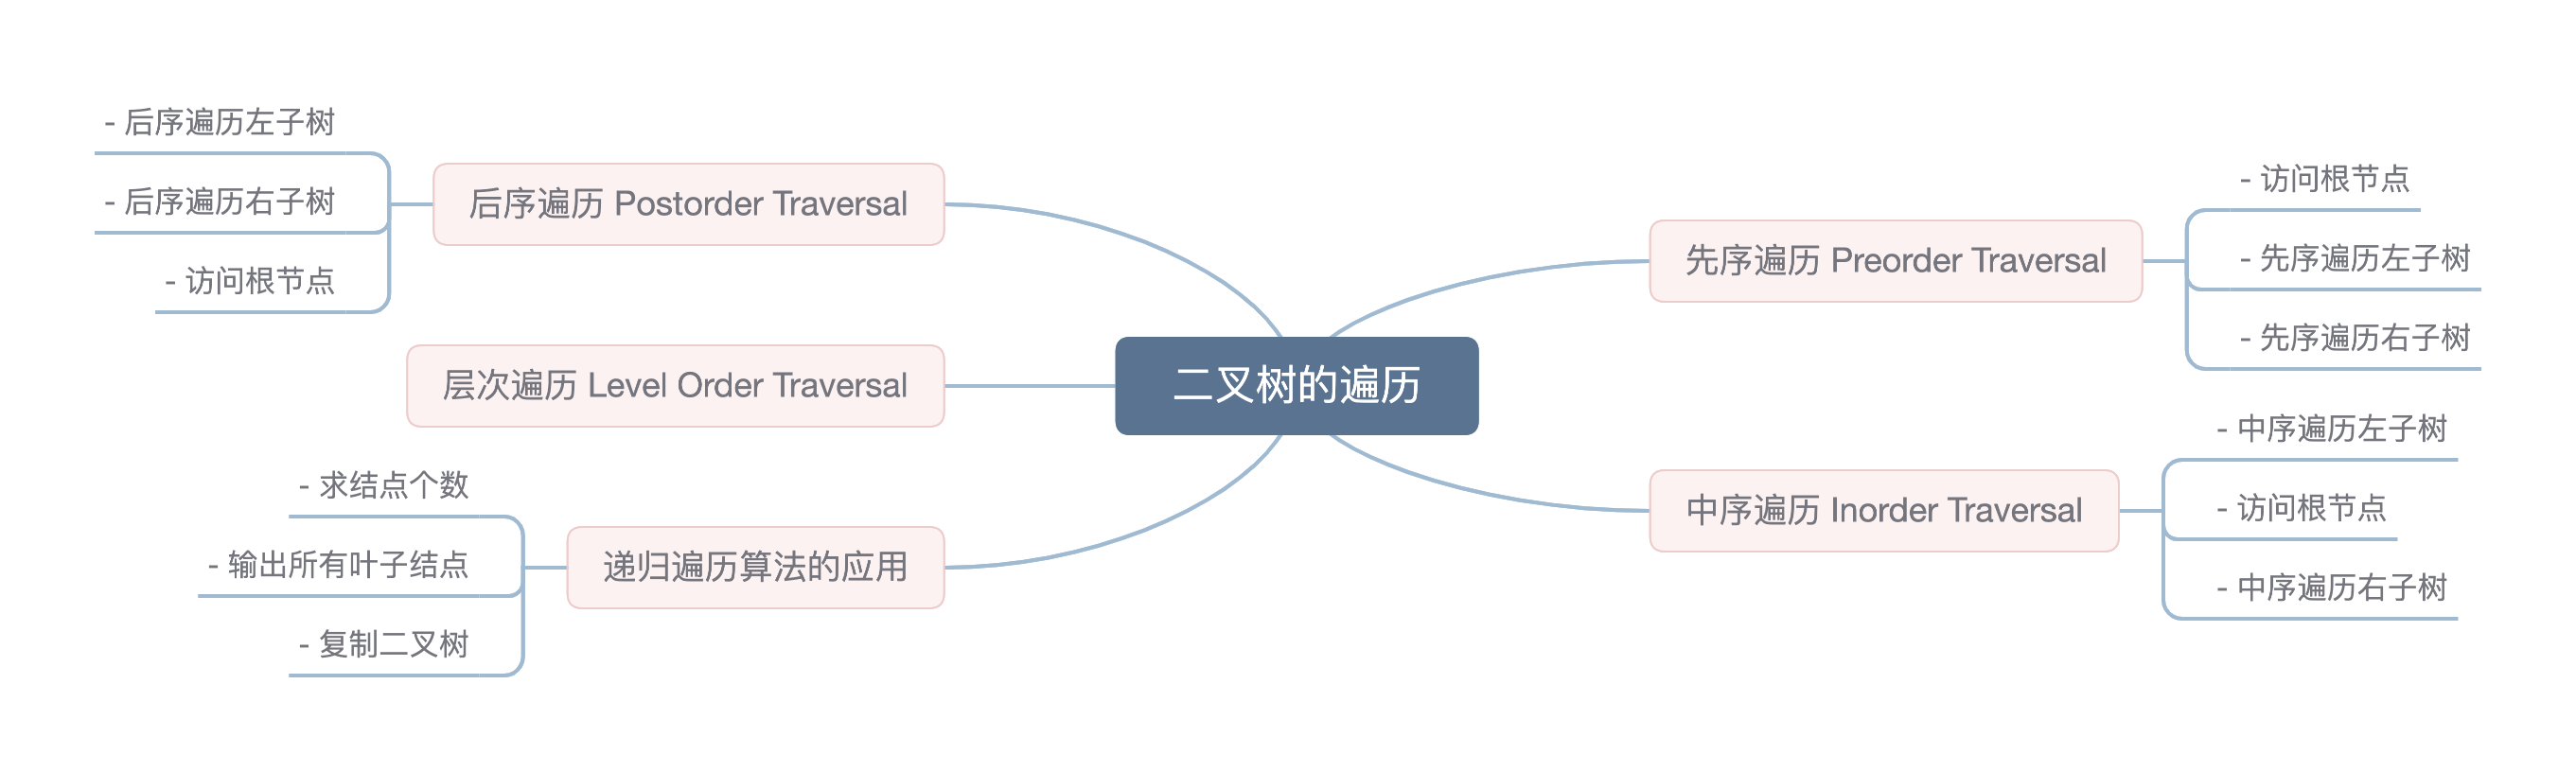 二叉树的遍历
先序遍历 Preorder Traversal
- 访问根节点
- 先序遍历左子树
- 先序遍历右子树
中序遍历 Inorder Traversal
- 中序遍历左子树
- 访问根节点
- 中序遍历右子树
后序遍历 Postorder Traversal
- 后序遍历左子树
- 后序遍历右子树
- 访问根节点
层次遍历 Level Order Traversal
递归遍历算法的应用
- 求结点个数
- 输出所有叶子结点
- 复制二叉树